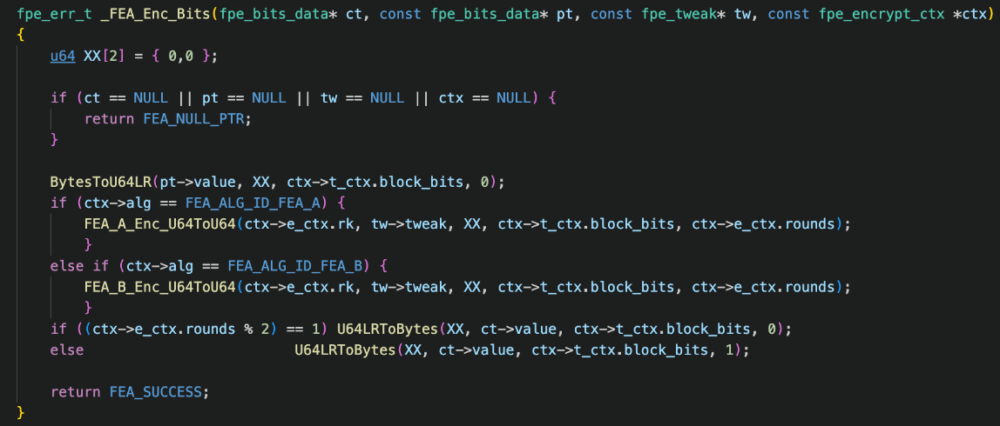 fpe_err_t _FEA_Enc_Bits(fpe_bits_data* ct, const fpe_bits_data* pt, const fpe_tweak* tw, const fpe_encrypt_ctx *ctx)
{
    u64 XX[2] = { 0,0 };

    if (ct == NULL || pt == NULL || tw == NULL || ctx == NULL) {
        return FEA_NULL_PTR;
    }

    BytesToU64LR(pt->value, XX, ctx->t_ctx.block_bits, 0);
    if (ctx->alg == FEA_ALG_ID_FEA_A) {
        FEA_A_Enc_U64ToU64(ctx->e_ctx.rk, tw->tweak, XX, ctx->t_ctx.block_bits, ctx->e_ctx.rounds);
        }
    else if (ctx->alg == FEA_ALG_ID_FEA_B) {
        FEA_B_Enc_U64ToU64(ctx->e_ctx.rk, tw->tweak, XX, ctx->t_ctx.block_bits, ctx->e_ctx.rounds);
        }
    if ((ctx->e_ctx.rounds % 2) == 1) U64LRToBytes(XX, ct->value, ctx->t_ctx.block_bits, 0);
    else                         U64LRToBytes(XX, ct->value, ctx->t_ctx.block_bits, 1);

    return FEA_SUCCESS;
}